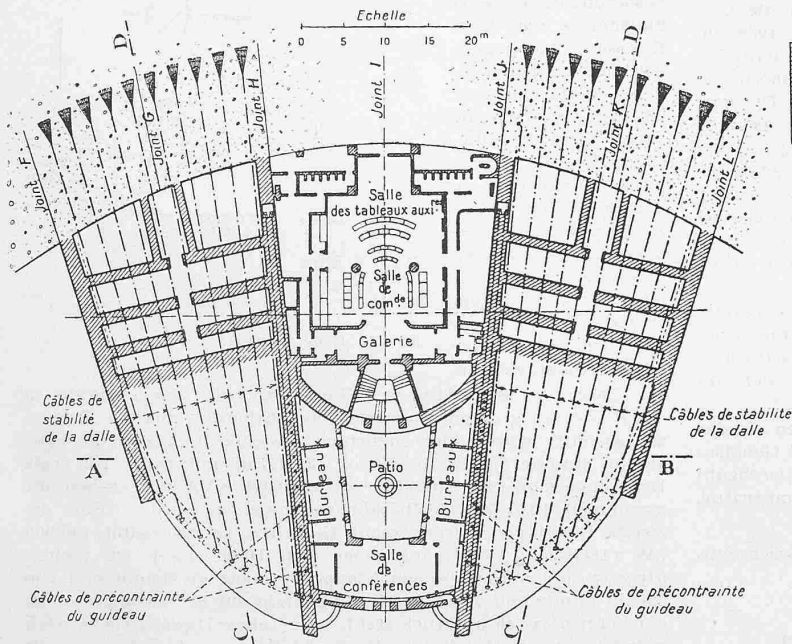 Echelle
0 5 10 15 20ᵐ
D
D
Joint F
Joint G
Joint H
Joint I
Joint J
Joint K
Joint L
Salle
des tableaux auxʳᵉˢ
Salle
de
comᵈᵉ
Galerie
Câbles de
stabilité
de la dalle
Câbles de stabilité
de la dalle
A
B
Bureaux
Patio
Bureaux
Salle
de
conférences
Câbles de précontrainte
du guideau
Câbles de précontrainte
du guideau
C
C